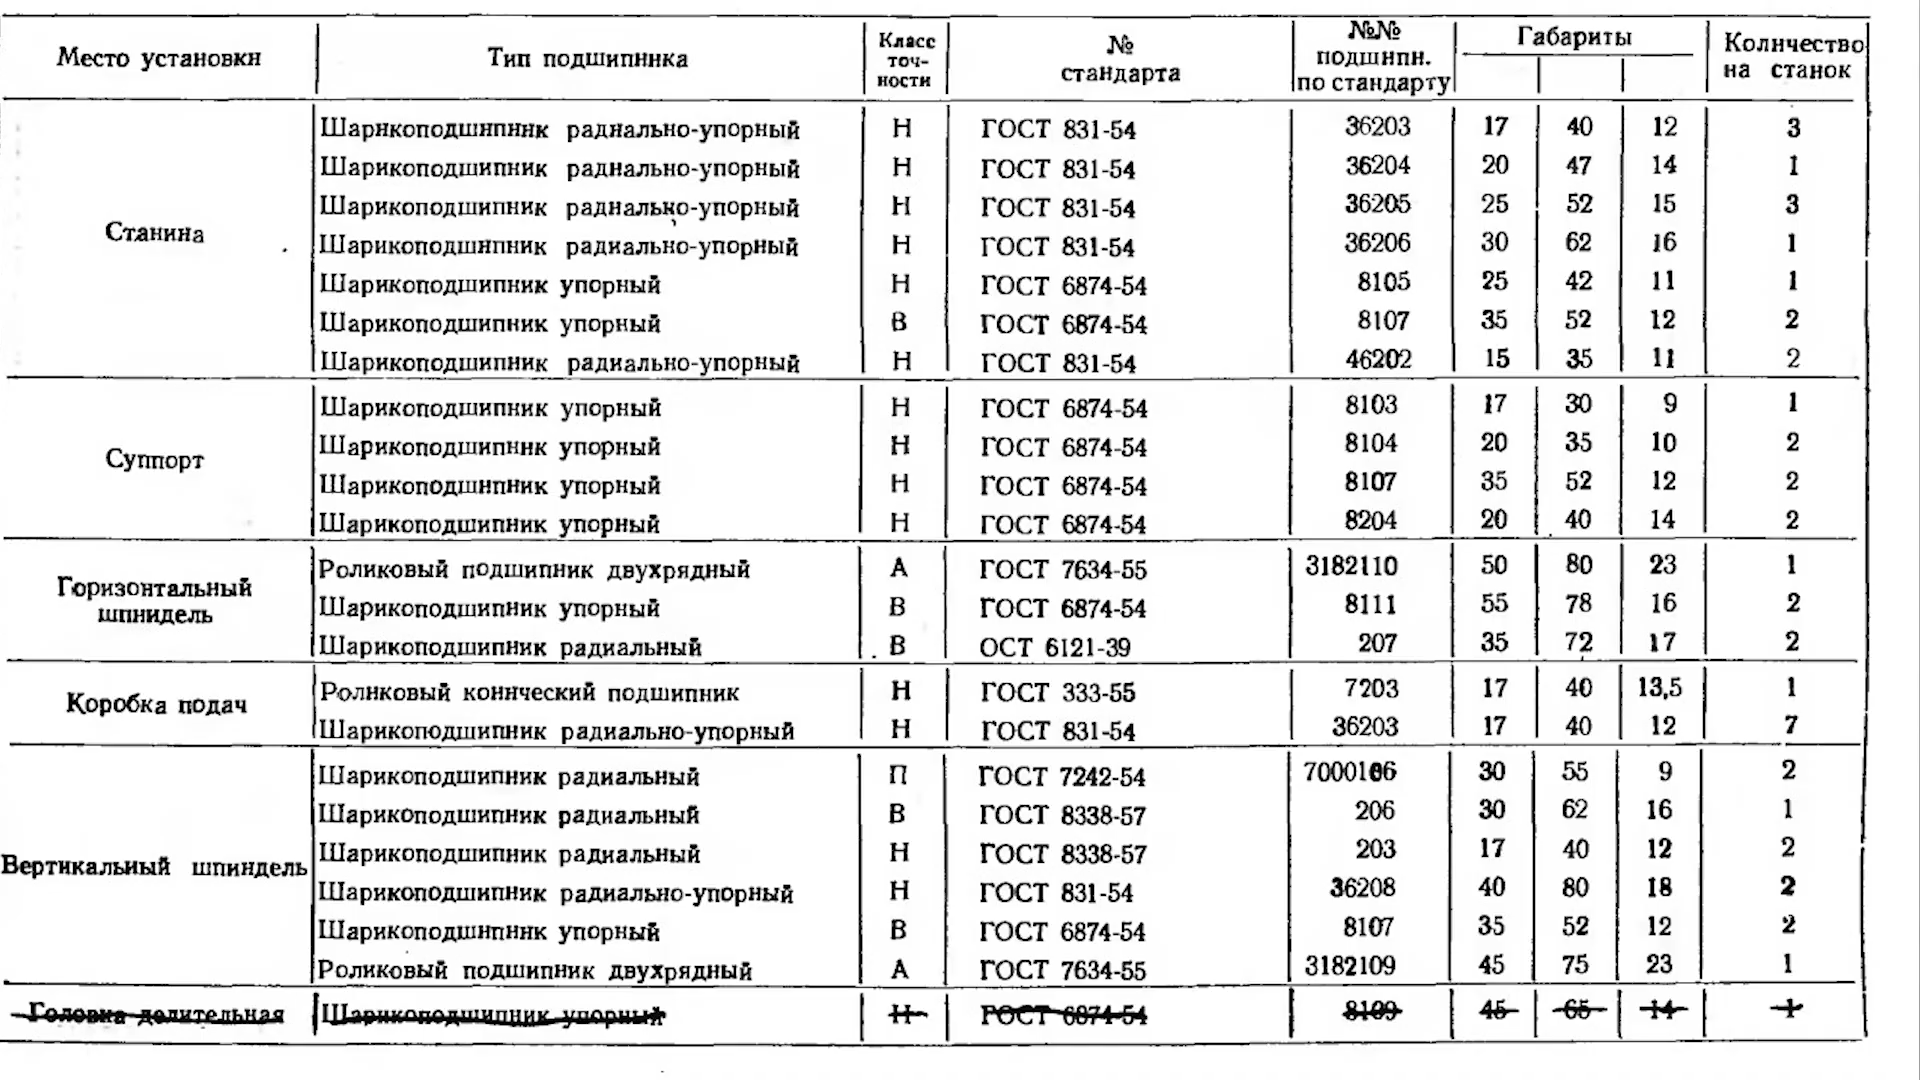 Место установки | Тип подшипника | Класс точ-ности | № стандарта | №№ подшипн. по стандарту | Габариты | Количество на станок
Станина
Шарикоподшипник радиально-упорный | Н | ГОСТ 831-54 | 36203 | 17 | 40 | 12 | 3
Шарикоподшипник радиально-упорный | Н | ГОСТ 831-54 | 36204 | 20 | 47 | 14 | 1
Шарикоподшипник радиально-упорный | Н | ГОСТ 831-54 | 36205 | 25 | 52 | 15 | 3
Шарикоподшипник радиально-упорный | Н | ГОСТ 831-54 | 36206 | 30 | 62 | 16 | 1
Шарикоподшипник упорный | Н | ГОСТ 6874-54 | 8105 | 25 | 42 | 11 | 1
Шарикоподшипник упорный | В | ГОСТ 6874-54 | 8107 | 35 | 52 | 12 | 2
Шарикоподшипник радиально-упорный | Н | ГОСТ 831-54 | 46202 | 15 | 35 | 11 | 2
Суппорт
Шарикоподшипник упорный | Н | ГОСТ 6874-54 | 8103 | 17 | 30 | 9 | 1
Шарикоподшипник упорный | Н | ГОСТ 6874-54 | 8104 | 20 | 35 | 10 | 2
Шарикоподшипник упорный | Н | ГОСТ 6874-54 | 8107 | 35 | 52 | 12 | 2
Шарикоподшипник упорный | Н | ГОСТ 6874-54 | 8204 | 20 | 40 | 14 | 2
Горизонтальный шпиндель
Роликовый подшипник двухрядный | А | ГОСТ 7634-55 | 3182110 | 50 | 80 | 23 | 1
Шарикоподшипник упорный | В | ГОСТ 6874-54 | 8111 | 55 | 78 | 16 | 2
Шарикоподшипник радиальный | В | ОСТ 6121-39 | 207 | 35 | 72 | 17 | 2
Коробка подач
Роликовый конический подшипник | Н | ГОСТ 333-55 | 7203 | 17 | 40 | 13,5 | 1
Шарикоподшипник радиально-упорный | Н | ГОСТ 831-54 | 36203 | 17 | 40 | 12 | 7
Вертикальный шпиндель
Шарикоподшипник радиальный | П | ГОСТ 7242-54 | 7000106 | 30 | 55 | 9 | 2
Шарикоподшипник радиальный | В | ГОСТ 8338-57 | 206 | 30 | 62 | 16 | 1
Шарикоподшипник радиальный | Н | ГОСТ 8338-57 | 203 | 17 | 40 | 12 | 2
Шарикоподшипник радиально-упорный | Н | ГОСТ 831-54 | 36208 | 40 | 80 | 18 | 2
Шарикоподшипник упорный | В | ГОСТ 6874-54 | 8107 | 35 | 52 | 12 | 2
Роликовый подшипник двухрядный | А | ГОСТ 7634-55 | 3182109 | 45 | 75 | 23 | 1
Головка делительная | Шарикоподшипник упорный | Н | ГОСТ 6874-54 | 8109 | 45 | 65 | 14 | 1